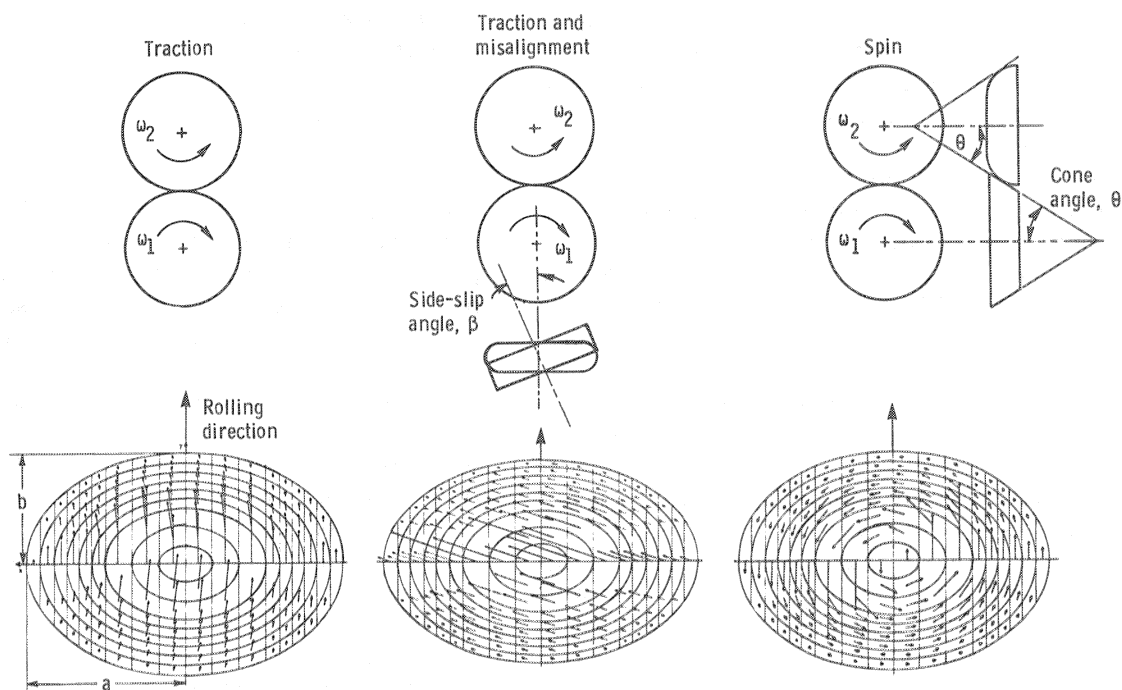 Traction
ω2
ω1
Traction and
misalignment
ω2
ω1
Side-slip
angle, β
Spin
ω2
θ
Cone
angle, θ
ω1
Rolling
direction
b
a